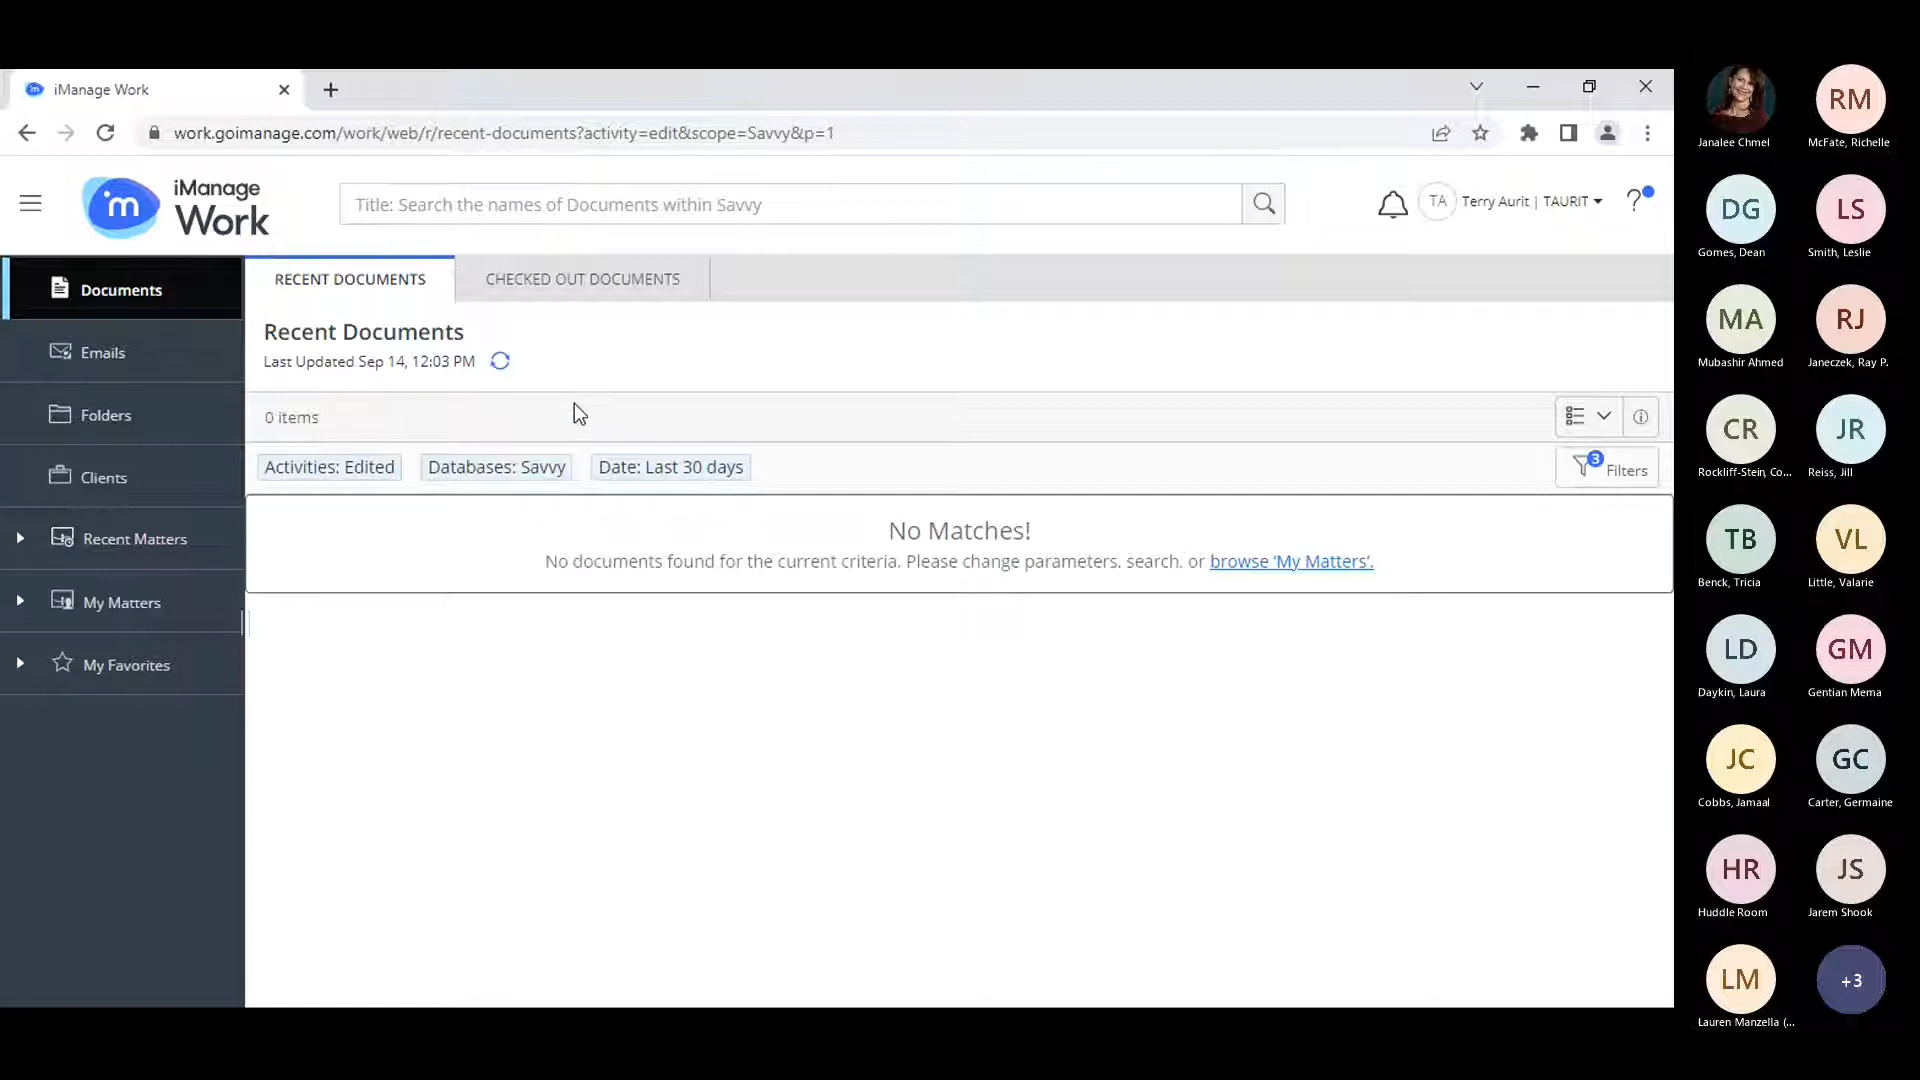 iManage Work
work.goimanage.com/work/web/r/recent-documents?activity=edit&scope=Savvy&p=1
iManage
Work
Title: Search the names of Documents within Savvy
TA
Terry Aurit | TAURIT
?
Documents
Emails
Folders
Clients
Recent Matters
My Matters
My Favorites
RECENT DOCUMENTS
CHECKED OUT DOCUMENTS
Recent Documents
Last Updated Sep 14, 12:03 PM
0 items
Activities: Edited
Databases: Savvy
Date: Last 30 days
3
Filters
No Matches!
No documents found for the current criteria. Please change parameters. search. or browse 'My Matters'.
Janalee Chmel
RM
McFate, Richelle
DG
Gomes, Dean
LS
Smith, Leslie
MA
Mubashir Ahmed
RJ
Janeczek, Ray P.
CR
Rockliff-Stein, Co...
JR
Reiss, Jill
TB
Benck, Tricia
VL
Little, Valarie
LD
Daykin, Laura
GM
Gentian Mema
JC
Cobbs, Jamaal
GC
Carter, Germaine
HR
Huddle Room
JS
Jarem Shook
LM
Lauren Manzella (...
+3